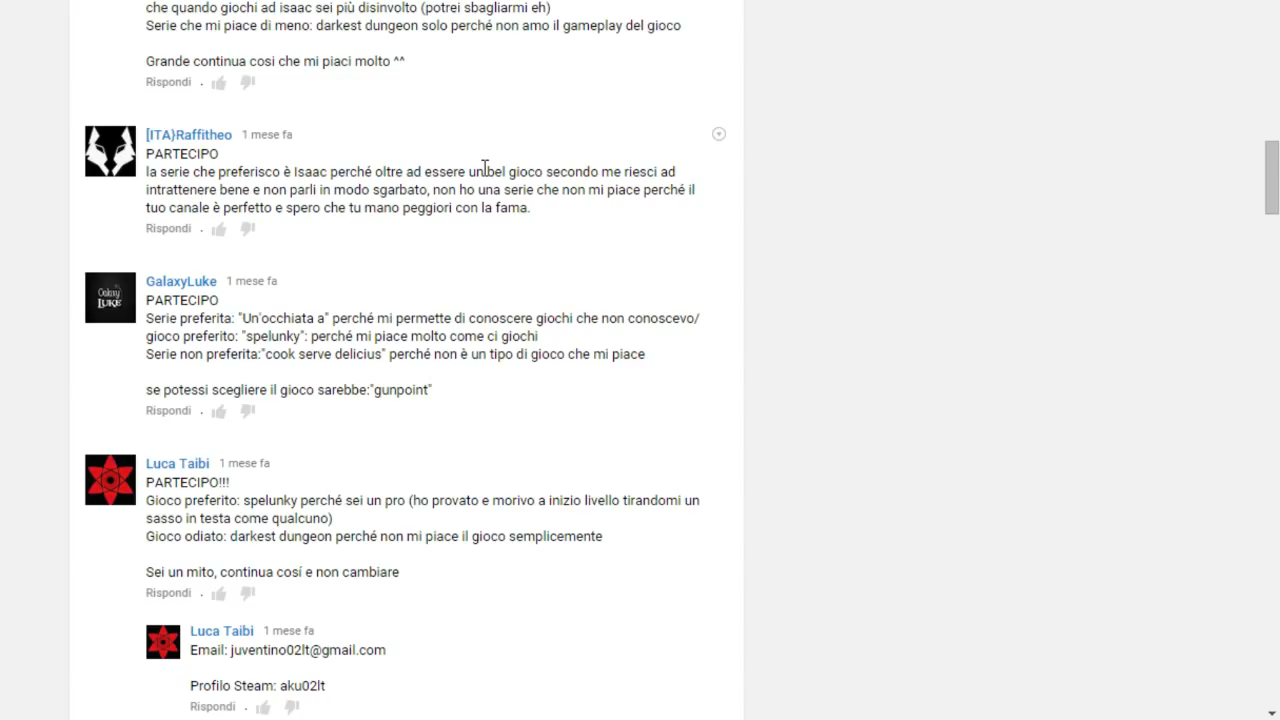 che quando giochi ad isaac sei più disinvolto (potrei sbagliarmi eh)
Serie che mi piace di meno: darkest dungeon solo perché non amo il gameplay del gioco
Grande continua cosi che mi piaci molto ^^
Rispondi .
[ITA}Raffitheo 1 mese fa
PARTECIPO
la serie che preferisco è Isaac perché oltre ad essere un bel gioco secondo me riesci ad
intrattenere bene e non parli in modo sgarbato, non ho una serie che non mi piace perché il
tuo canale è perfetto e spero che tu mano peggiori con la fama.
Rispondi .
Galaxy
LUKE
GalaxyLuke 1 mese fa
PARTECIPO
Serie preferita: "Un'occhiata a" perché mi permette di conoscere giochi che non conoscevo/
gioco preferito: "spelunky": perché mi piace molto come ci giochi
Serie non preferita:"cook serve delicius" perché non è un tipo di gioco che mi piace
se potessi scegliere il gioco sarebbe:"gunpoint"
Rispondi .
Luca Taibi 1 mese fa
PARTECIPO!!!
Gioco preferito: spelunky perché sei un pro (ho provato e morivo a inizio livello tirandomi un
sasso in testa come qualcuno)
Gioco odiato: darkest dungeon perché non mi piace il gioco semplicemente
Sei un mito, continua cosí e non cambiare
Rispondi .
Luca Taibi 1 mese fa
Email: juventino02lt@gmail.com
Profilo Steam: aku02lt
Rispondi .